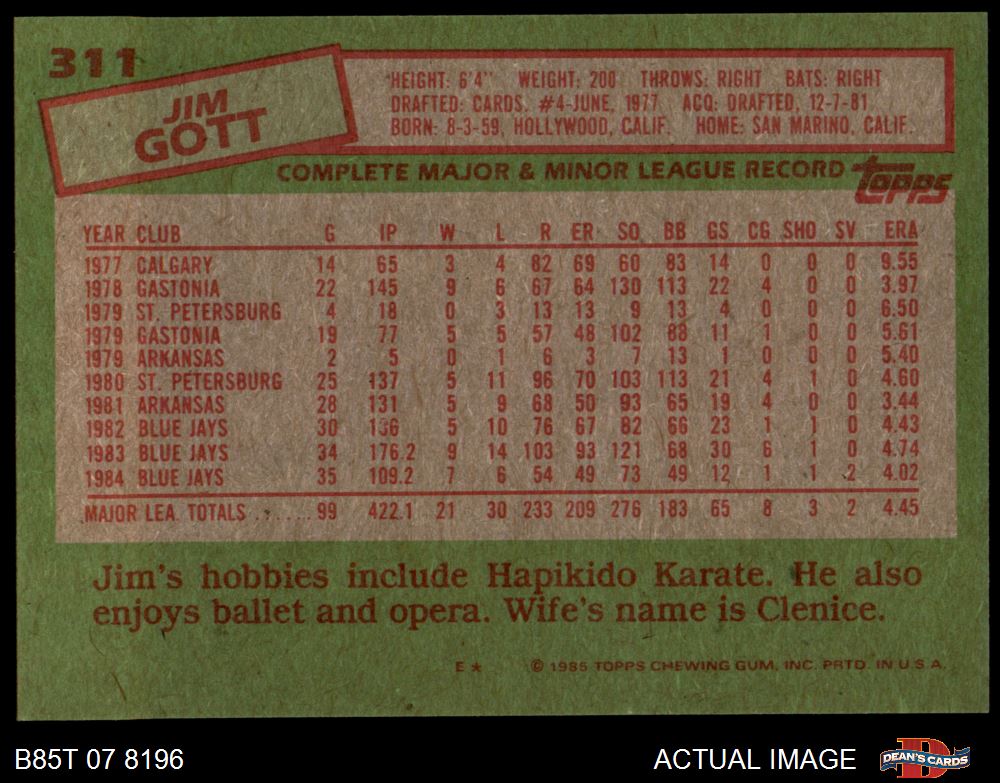 311
JIM
GOTT
HEIGHT: 6'4" WEIGHT: 200 THROWS: RIGHT BATS: RIGHT
DRAFTED: CARDS. #4-JUNE, 1977 ACQ: DRAFTED, 12-7-81
BORN: 8-3-59, HOLLYWOOD, CALIF. HOME: SAN MARINO, CALIF.
COMPLETE MAJOR & MINOR LEAGUE RECORD topps
YEAR CLUB G IP W L R ER SO BB GS CG SHO SV ERA
1977 CALGARY 14 65 3 4 82 69 60 83 14 0 0 0 9.55
1978 GASTONIA 22 145 9 6 67 64 130 113 22 4 0 0 3.97
1979 ST. PETERSBURG 4 18 0 3 13 13 9 13 4 0 0 0 6.50
1979 GASTONIA 19 77 5 5 57 48 102 88 11 1 0 0 5.61
1979 ARKANSAS 2 5 0 1 6 3 7 13 1 0 0 0 5.40
1980 ST. PETERSBURG 25 137 5 11 96 70 103 113 21 4 1 0 4.60
1981 ARKANSAS 28 131 5 9 68 50 93 65 19 4 0 0 3.44
1982 BLUE JAYS 30 136 5 10 76 67 82 66 23 1 1 0 4.43
1983 BLUE JAYS 34 176.2 9 14 103 93 121 68 30 6 1 0 4.74
1984 BLUE JAYS 35 109.2 7 6 54 49 73 49 12 1 1 2 4.02
MAJOR LEA. TOTALS ....... 99 422.1 21 30 233 209 276 183 65 8 3 2 4.45
Jim's hobbies include Hapikido Karate. He also
enjoys ballet and opera. Wife's name is Clenice.
E* © 1985 TOPPS CHEWING GUM, INC. PRTD. IN U.S.A.
B85T 07 8196 ACTUAL IMAGE DEAN'S CARDS